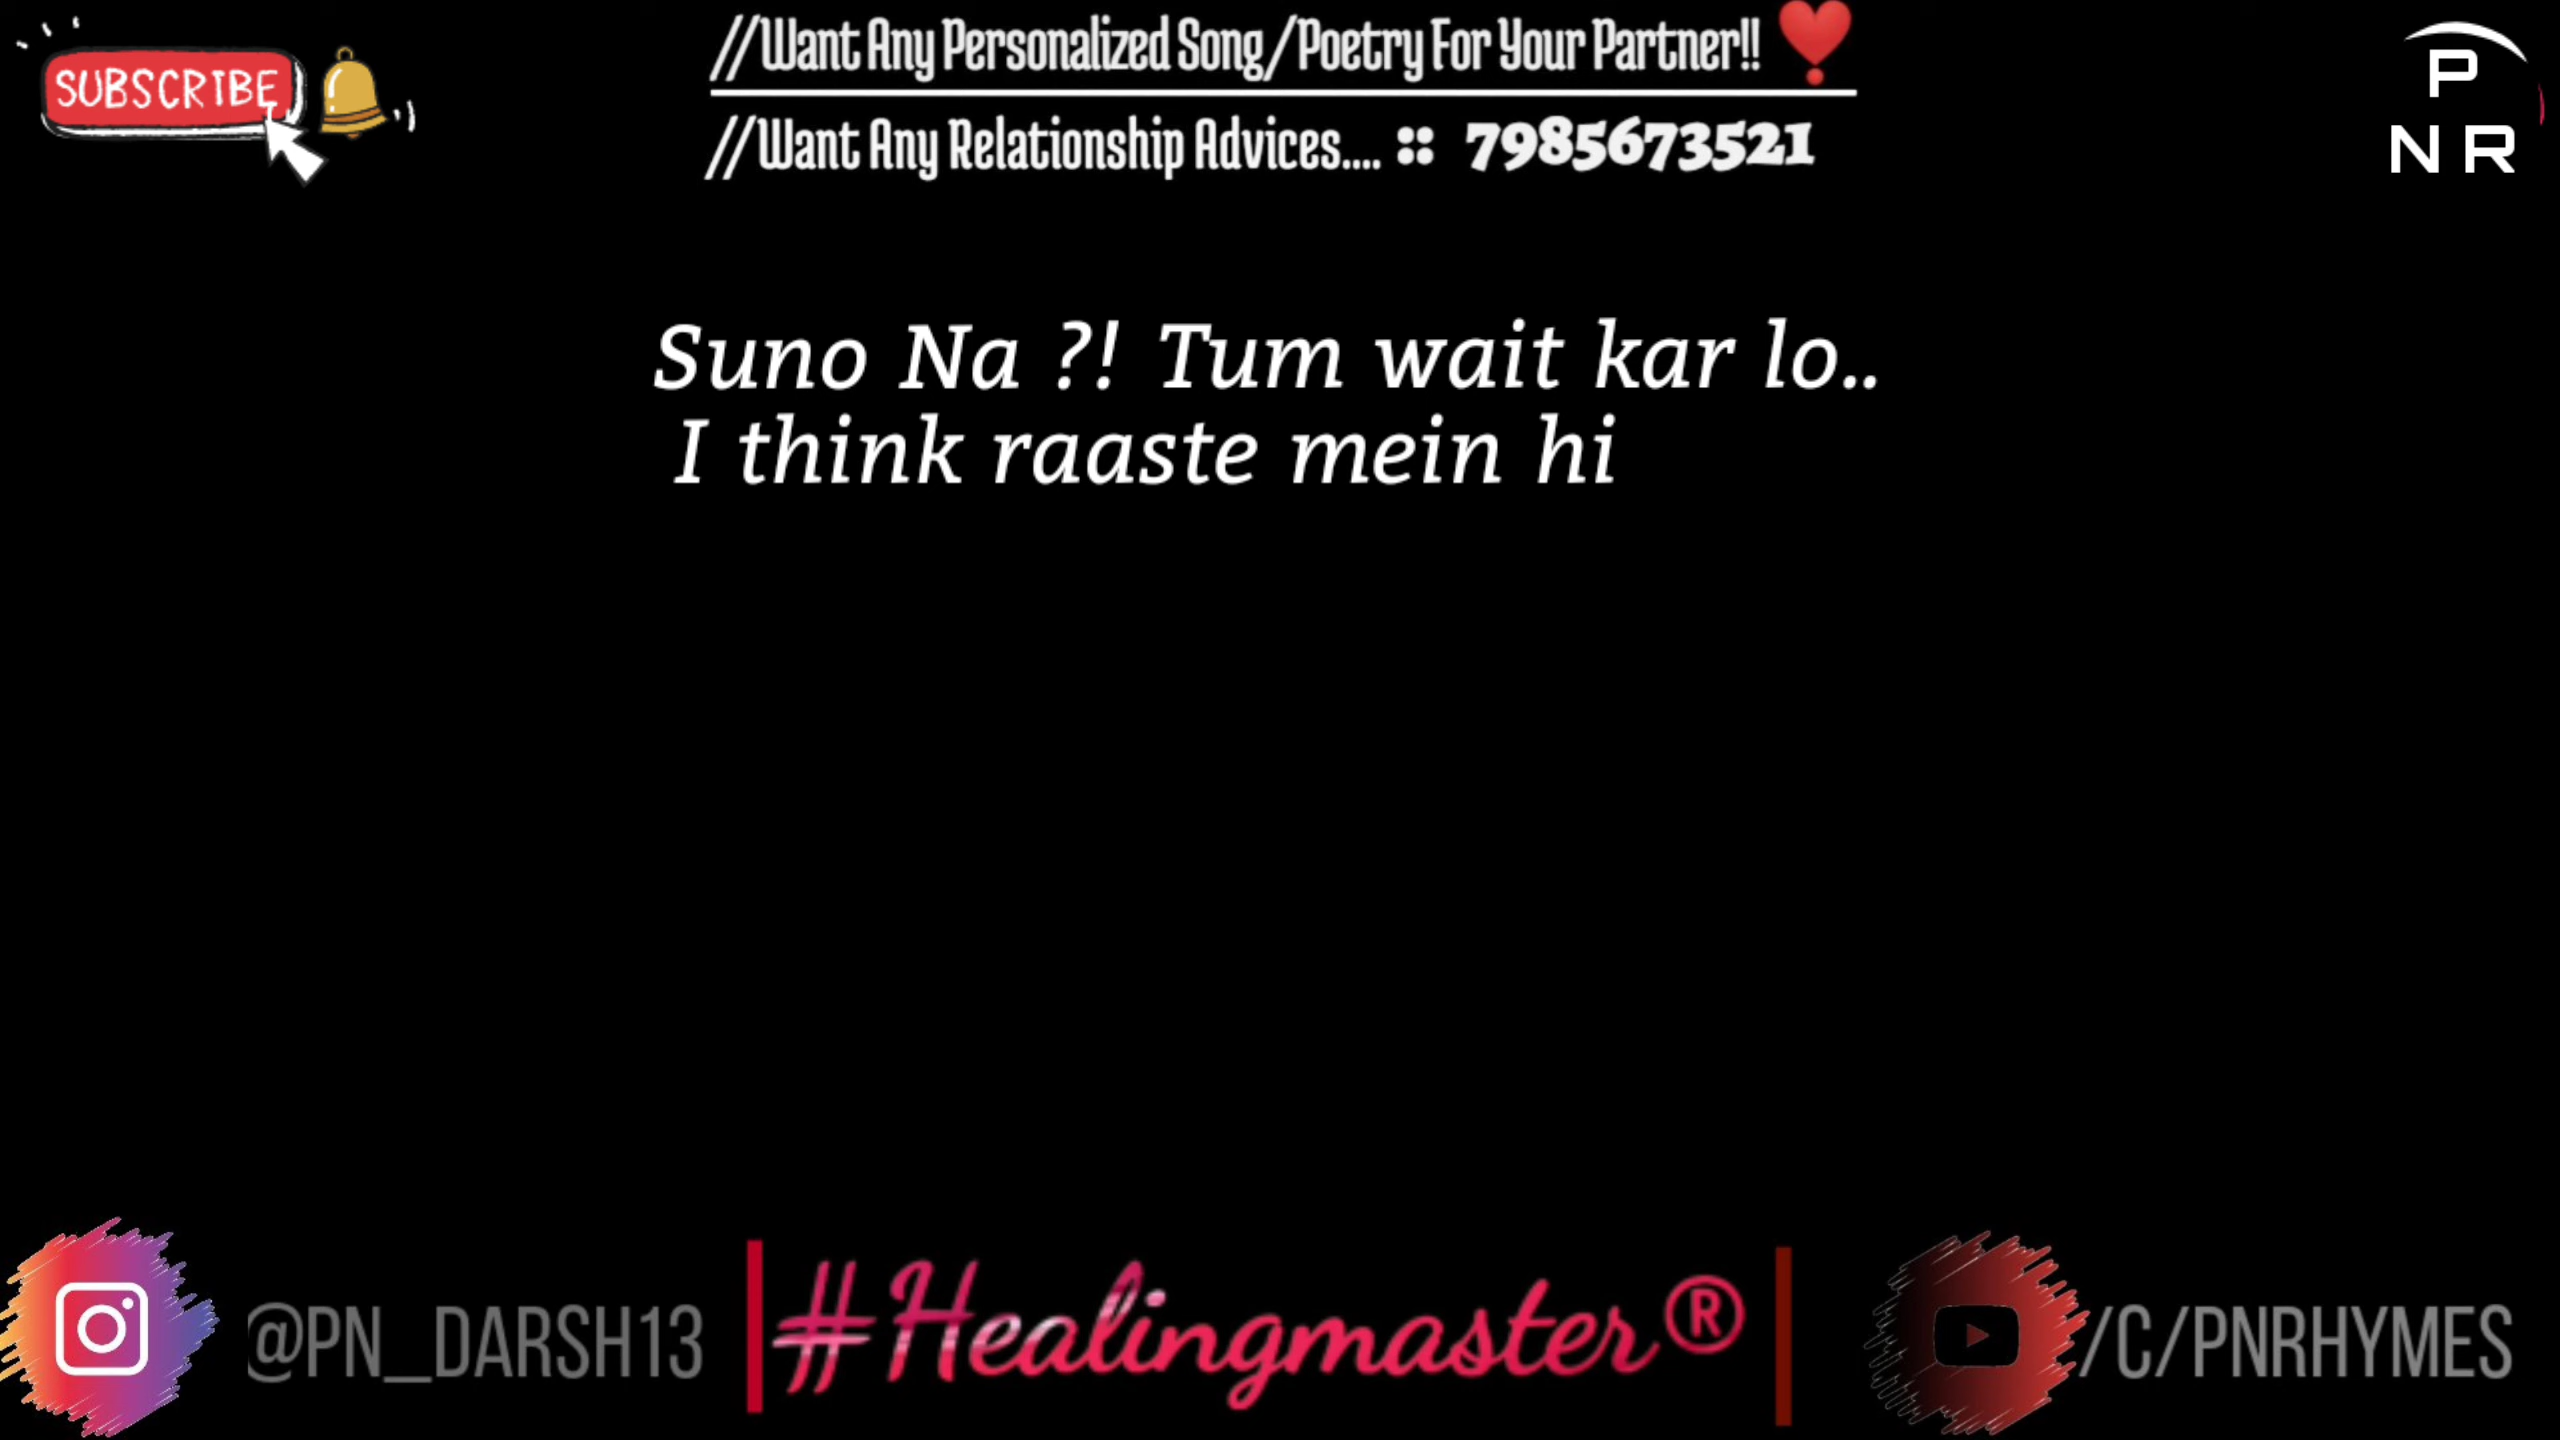 SUBSCRIBE
//Want Any Personalized Song/Poetry For Your Partner!!
//Want Any Relationship Advices.... :: 7985673521
P
N R
Suno Na ?! Tum wait kar lo..
I think raaste mein hi
@PN_DARSH13
#Healingmaster®
/C/PNRHYMES